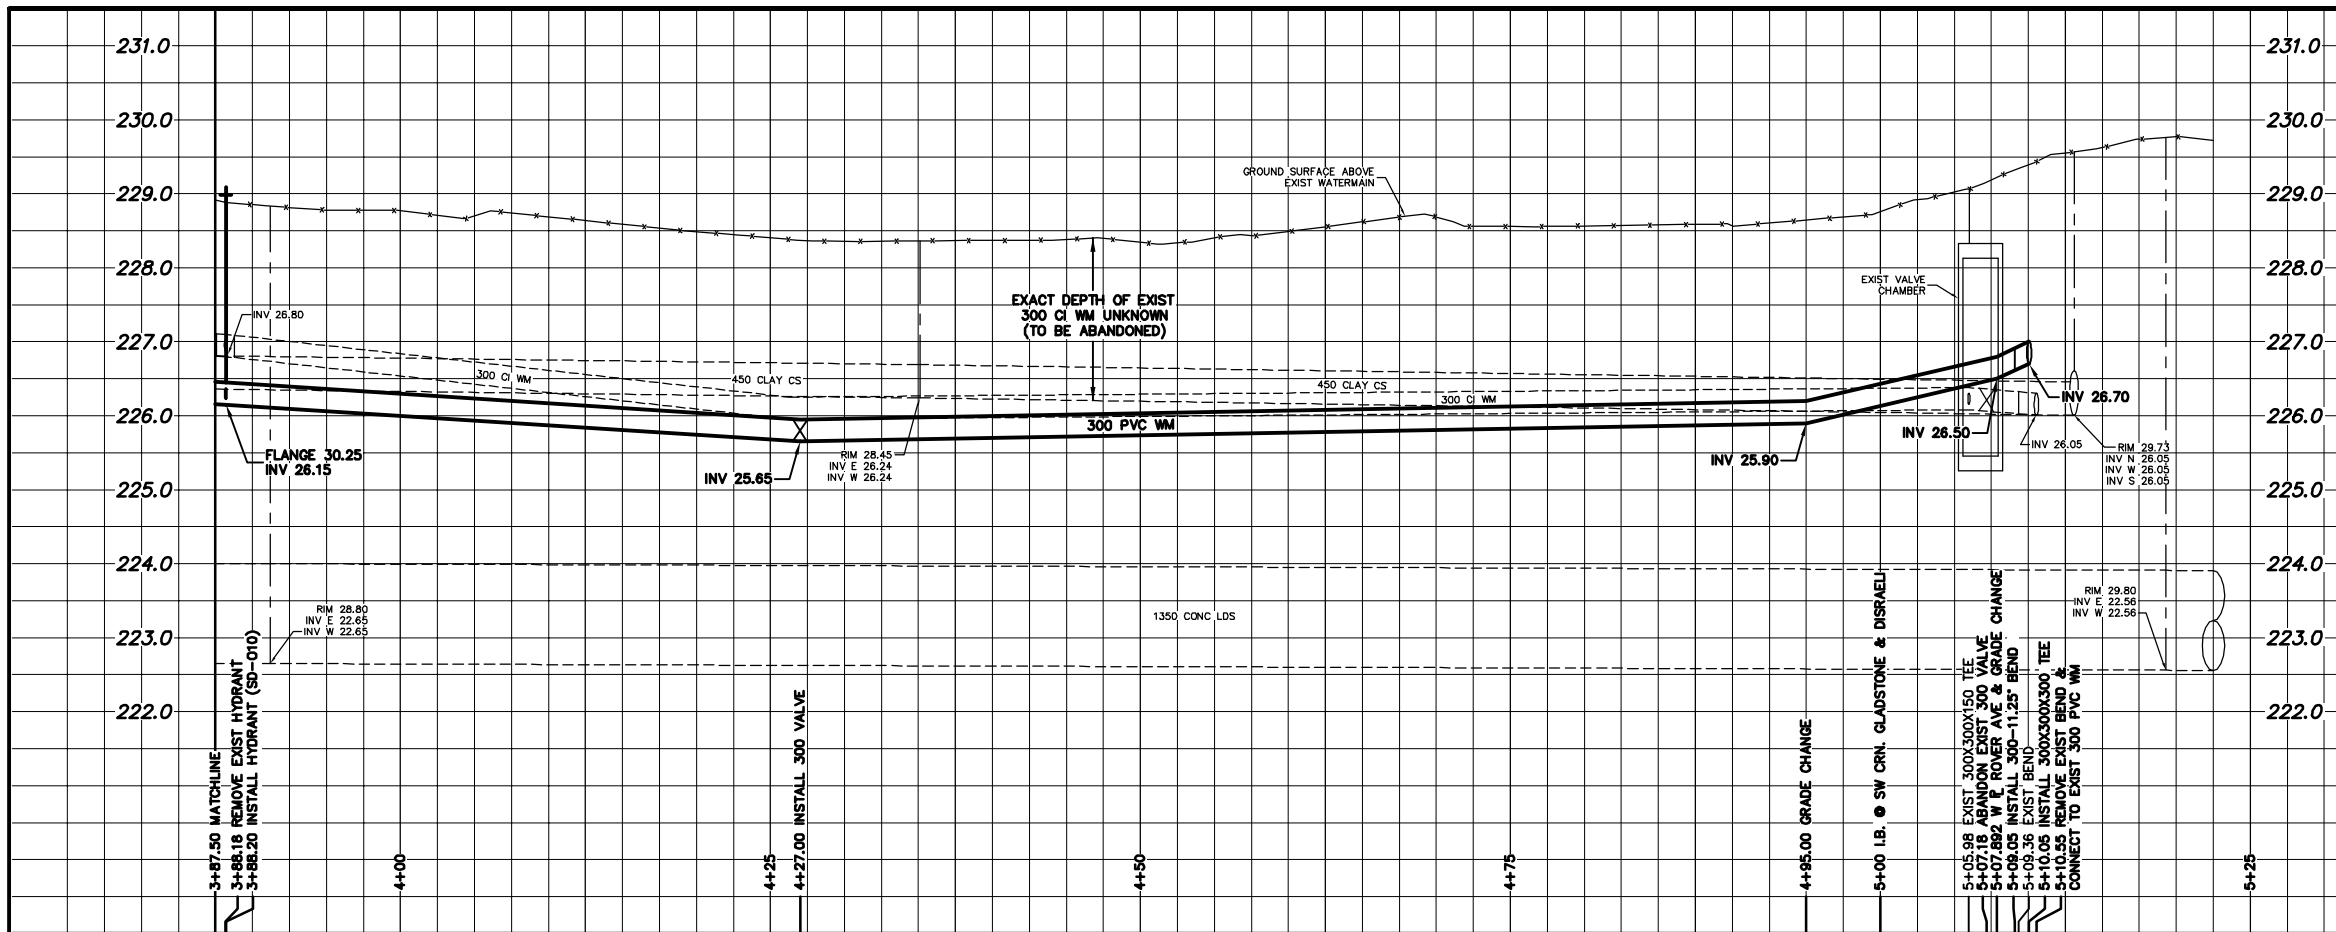 231.0
231.0
230.0
230.0
229.0
229.0
228.0
228.0
227.0
227.0
226.0
226.0
225.0
225.0
224.0
224.0
223.0
223.0
222.0
222.0
GROUND SURFACE ABOVE
EXIST WATERMAIN
EXIST VALVE
CHAMBER
EXACT DEPTH OF EXIST
300 CI WM UNKNOWN
(TO BE ABANDONED)
INV 26.80
300 CI WM
450 CLAY CS
450 CLAY CS
300 CI WM
300 PVC WM
FLANGE 30.25
INV 26.15
INV 25.65
RIM 28.45
INV E 26.24
INV W 26.24
INV 25.90
INV 26.50
INV 26.70
INV 26.05
RIM 29.73
INV N 26.05
INV W 26.05
INV S 26.05
RIM 28.80
INV E 22.65
INV W 22.65
1350 CONC LDS
RIM 29.80
INV E 22.56
INV W 22.56
3+87.50 MATCHLINE
3+88.18 REMOVE EXIST HYDRANT
3+88.20 INSTALL HYDRANT (SD-010)
4+00
4+25
4+27.00 INSTALL 300 VALVE
4+50
4+75
4+95.00 GRADE CHANGE
5+00 I.B. @ SW CRN. GLADSTONE & DISRAELI
5+05.98 EXIST 300X300X150 TEE
5+07.18 ABANDON EXIST 300 VALVE
5+07.892 W PL ROVER AVE & GRADE CHANGE
5+09.05 INSTALL 300-11.25° BEND
5+09.36 EXIST BEND
5+10.05 INSTALL 300X300X300 TEE
5+10.55 REMOVE EXIST BEND &
CONNECT TO EXIST 300 PVC WM
5+25